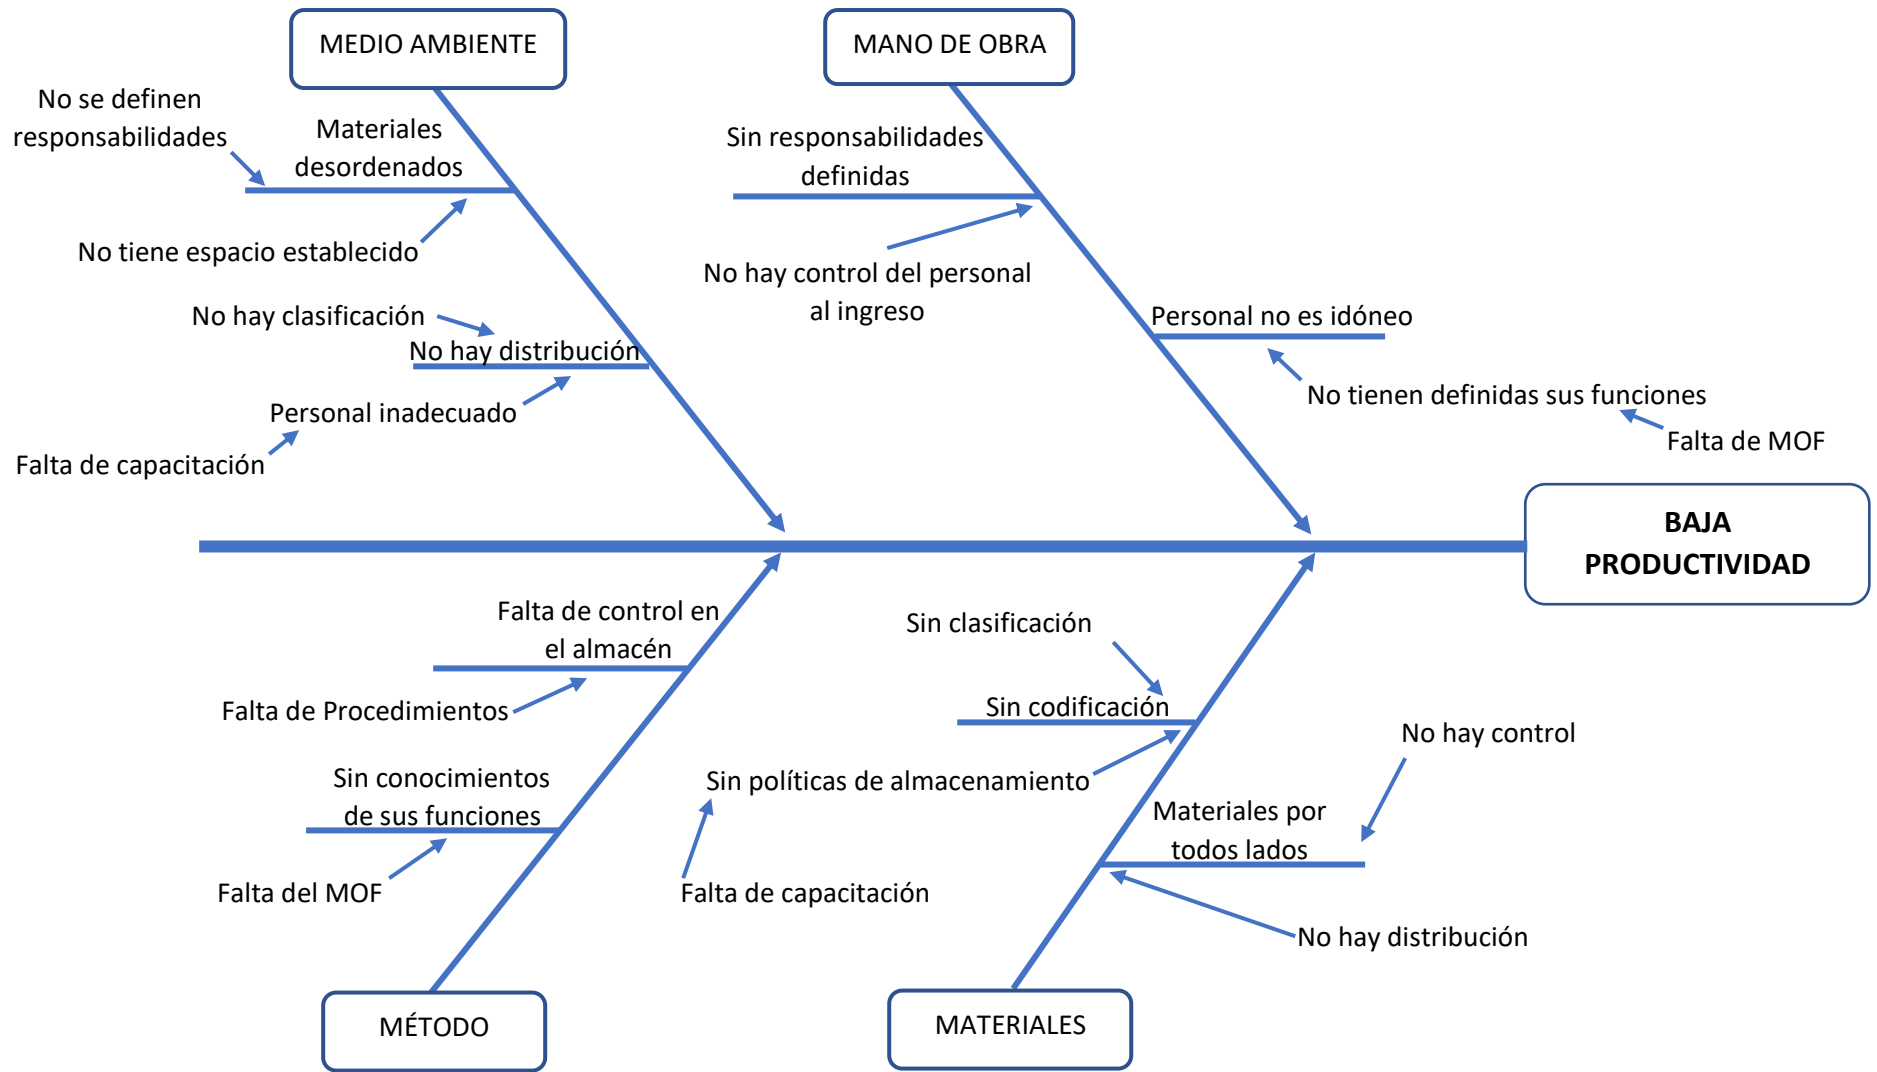 MEDIO AMBIENTE
MANO DE OBRA
No se definen
responsabilidades
Materiales
desordenados
Sin responsabilidades
definidas
No tiene espacio establecido
No hay control del personal
al ingreso
No hay clasificación
Personal no es idóneo
No hay distribución
No tienen definidas sus funciones
Personal inadecuado
Falta de MOF
Falta de capacitación
BAJA
PRODUCTIVIDAD
Falta de control en
el almacén
Sin clasificación
Falta de Procedimientos
Sin codificación
No hay control
Sin conocimientos
de sus funciones
Sin políticas de almacenamiento
Materiales por
todos lados
Falta del MOF
Falta de capacitación
No hay distribución
MÉTODO
MATERIALES